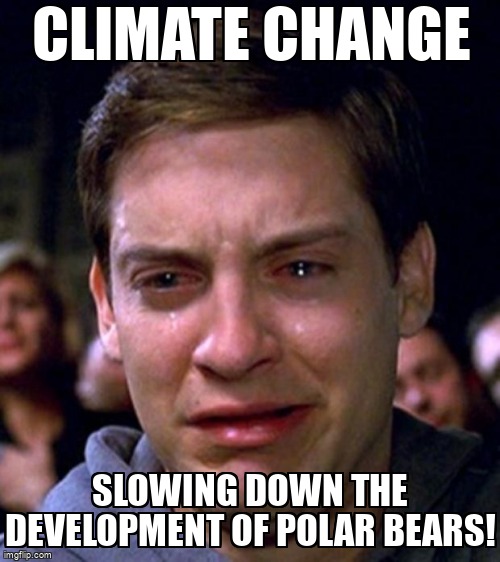 CLIMATE CHANGE
SLOWING DOWN THE
DEVELOPMENT OF POLAR BEARS!
imgflip.com